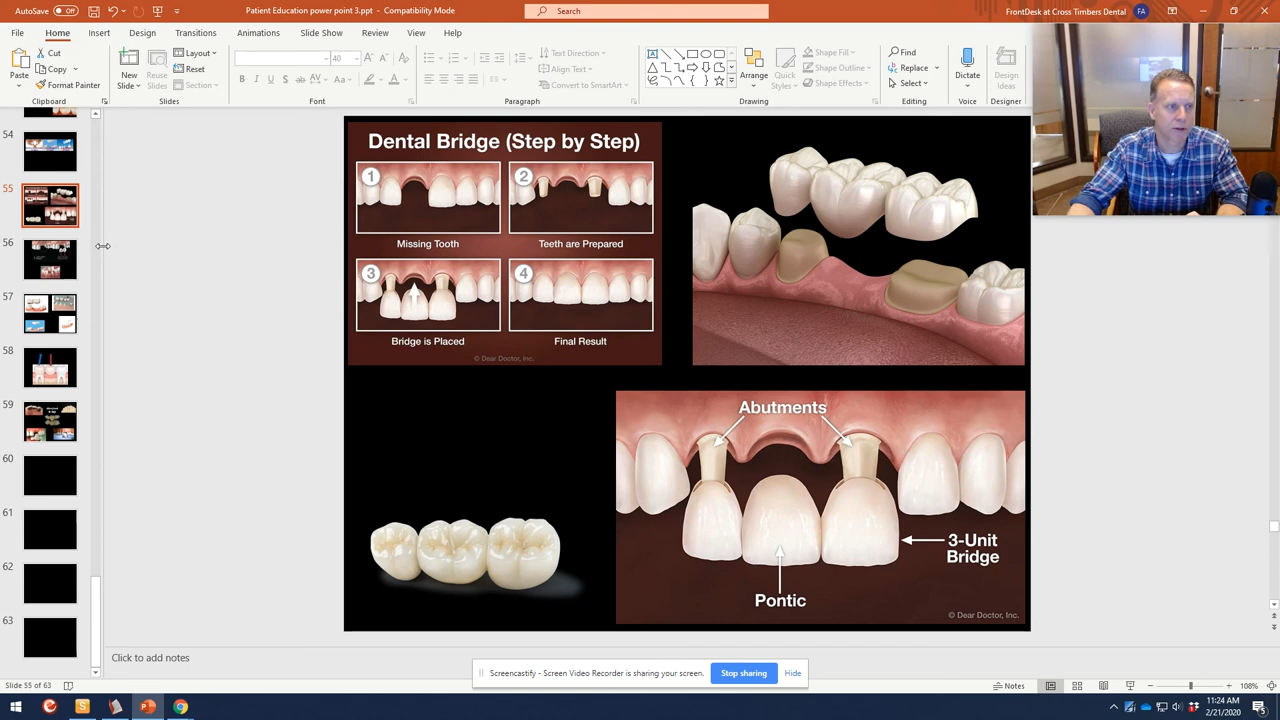 AutoSave Off Patient Education power point 3.ppt - Compatibility Mode Search FrontDesk at Cross Timbers Dental FA
File Home Insert Design Transitions Animations Slide Show Review View Help
Paste
Cut
Copy
Format Painter
Clipboard
New Slide
Reuse Slides
Layout
Reset
Section
Slides
40
B I U S ab AV Aa A
Font
Text Direction
Align Text
Convert to SmartArt
Paragraph
Arrange
Quick Styles
Shape Fill
Shape Outline
Shape Effects
Drawing
Find
Replace
Select
Editing
Dictate
Voice
Design Ideas
Designer
54
55
56
57
58
59
60
61
62
63
Dental Bridge (Step by Step)
1
Missing Tooth
2
Teeth are Prepared
3
Bridge is Placed
4
Final Result
© Dear Doctor, Inc.
Abutments
3-Unit
Bridge
Pontic
© Dear Doctor, Inc.
Click to add notes
Screencastify - Screen Video Recorder is sharing your screen. Stop sharing Hide
Slide 55 of 63 Notes 108%
11:24 AM
2/21/2020
5